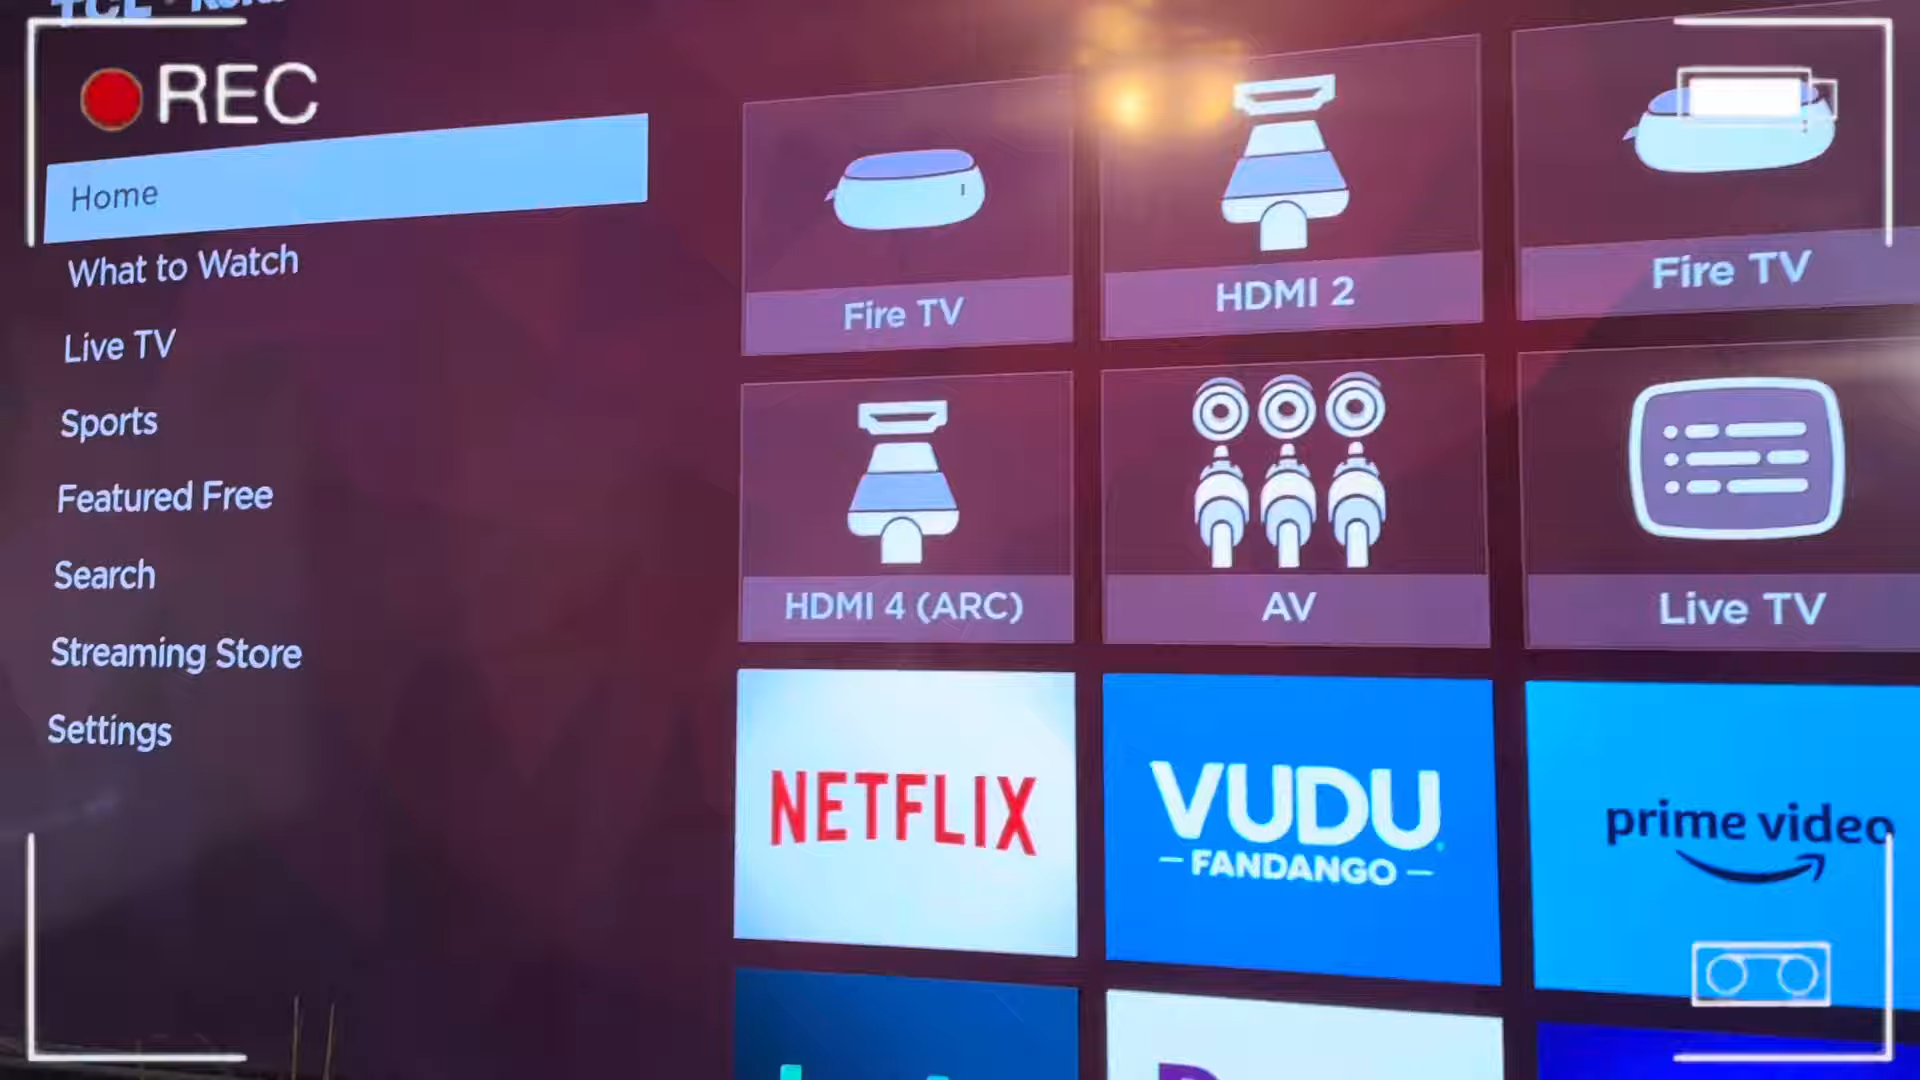 TCL
REC
Home
What to Watch
Live TV
Sports
Featured Free
Search
Streaming Store
Settings
Fire TV
HDMI 2
Fire TV
HDMI 4 (ARC)
AV
Live TV
NETFLIX
VUDU
FANDANGO
prime video